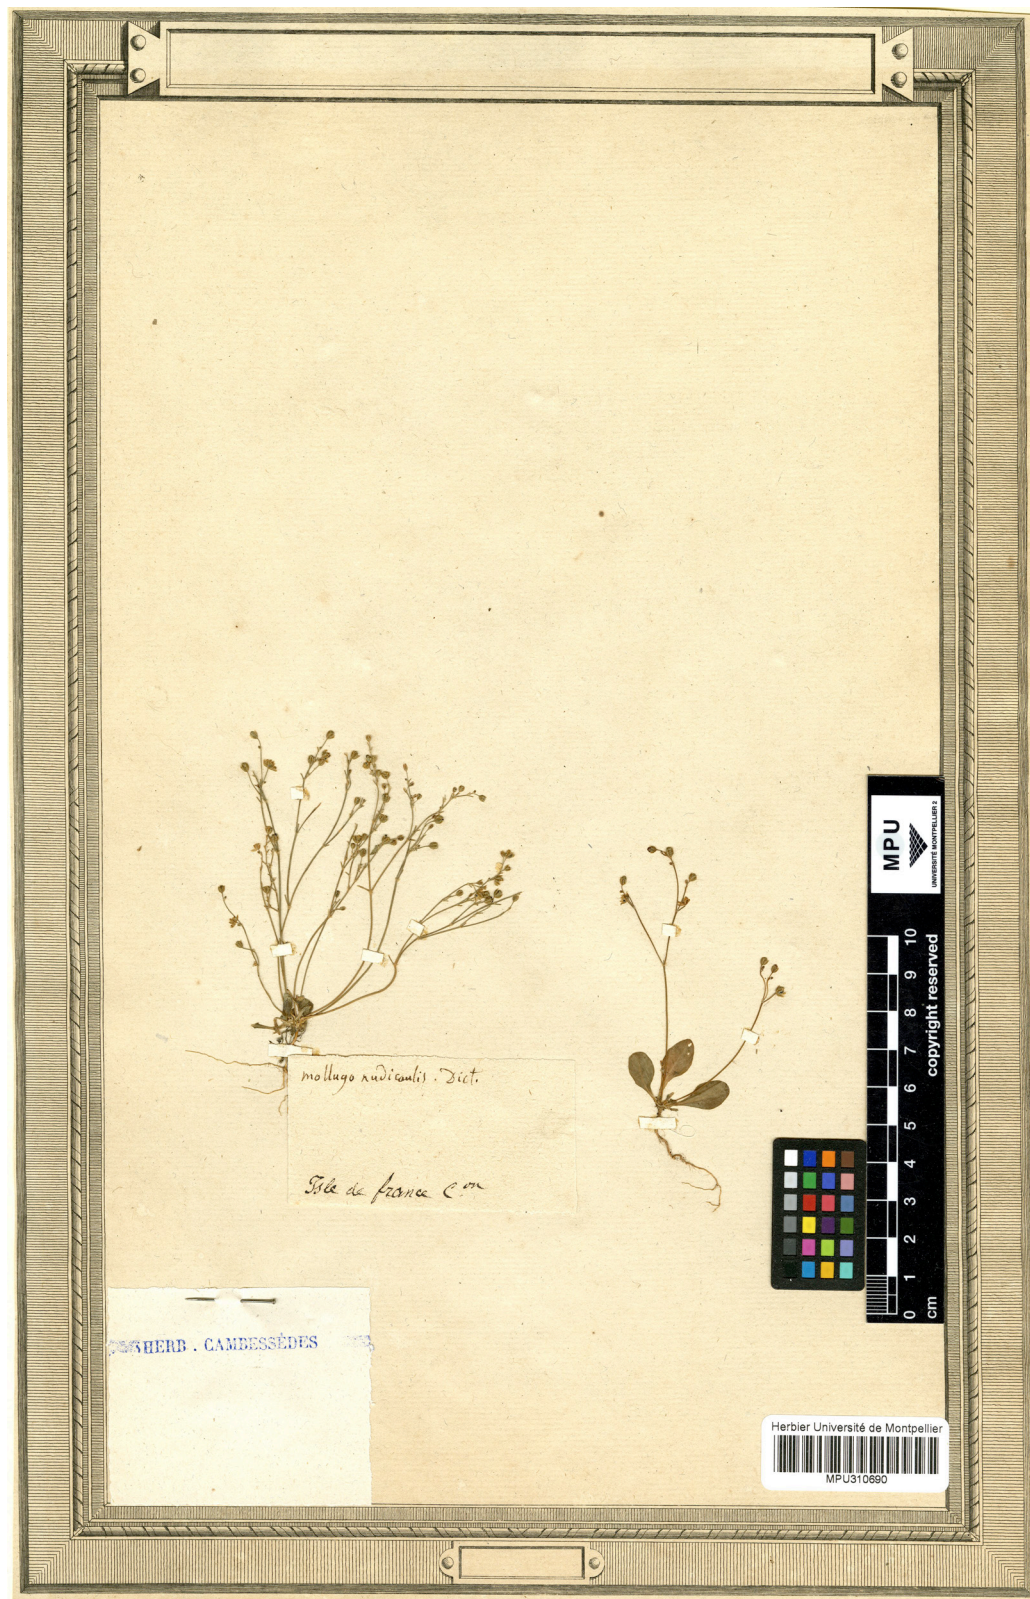 mollugo nudicaulis. Dict.
Isle de france C^on
HERB. CAMBESSÈDES
MPU
UNIVERSITÉ MONTPELLIER 2
10
9
8
7
6
5
4
3
2
1
0
cm
copyright reserved
Herbier Université de Montpellier
MPU310690